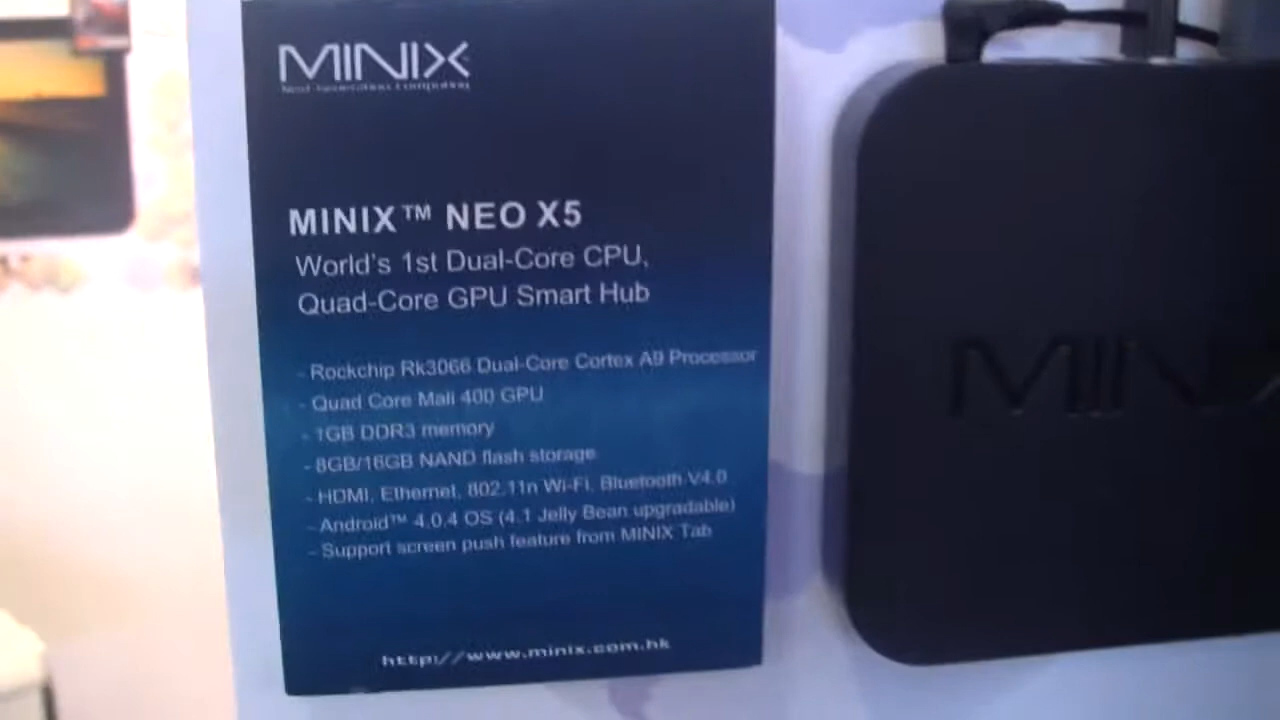 MINIX
Next Generation Computing
MINIX™ NEO X5
World's 1st Dual-Core CPU,
Quad-Core GPU Smart Hub
- Rockchip Rk3066 Dual-Core Cortex A9 Processor
- Quad Core Mali 400 GPU
- 1GB DDR3 memory
- 8GB/16GB NAND flash storage
- HDMI, Ethernet, 802.11n Wi-Fi, Bluetooth V4.0
- Android™ 4.0.4 OS (4.1 Jelly Bean upgradable)
- Support screen push feature from MINIX Tab
http://www.minix.com.hk
MINIX